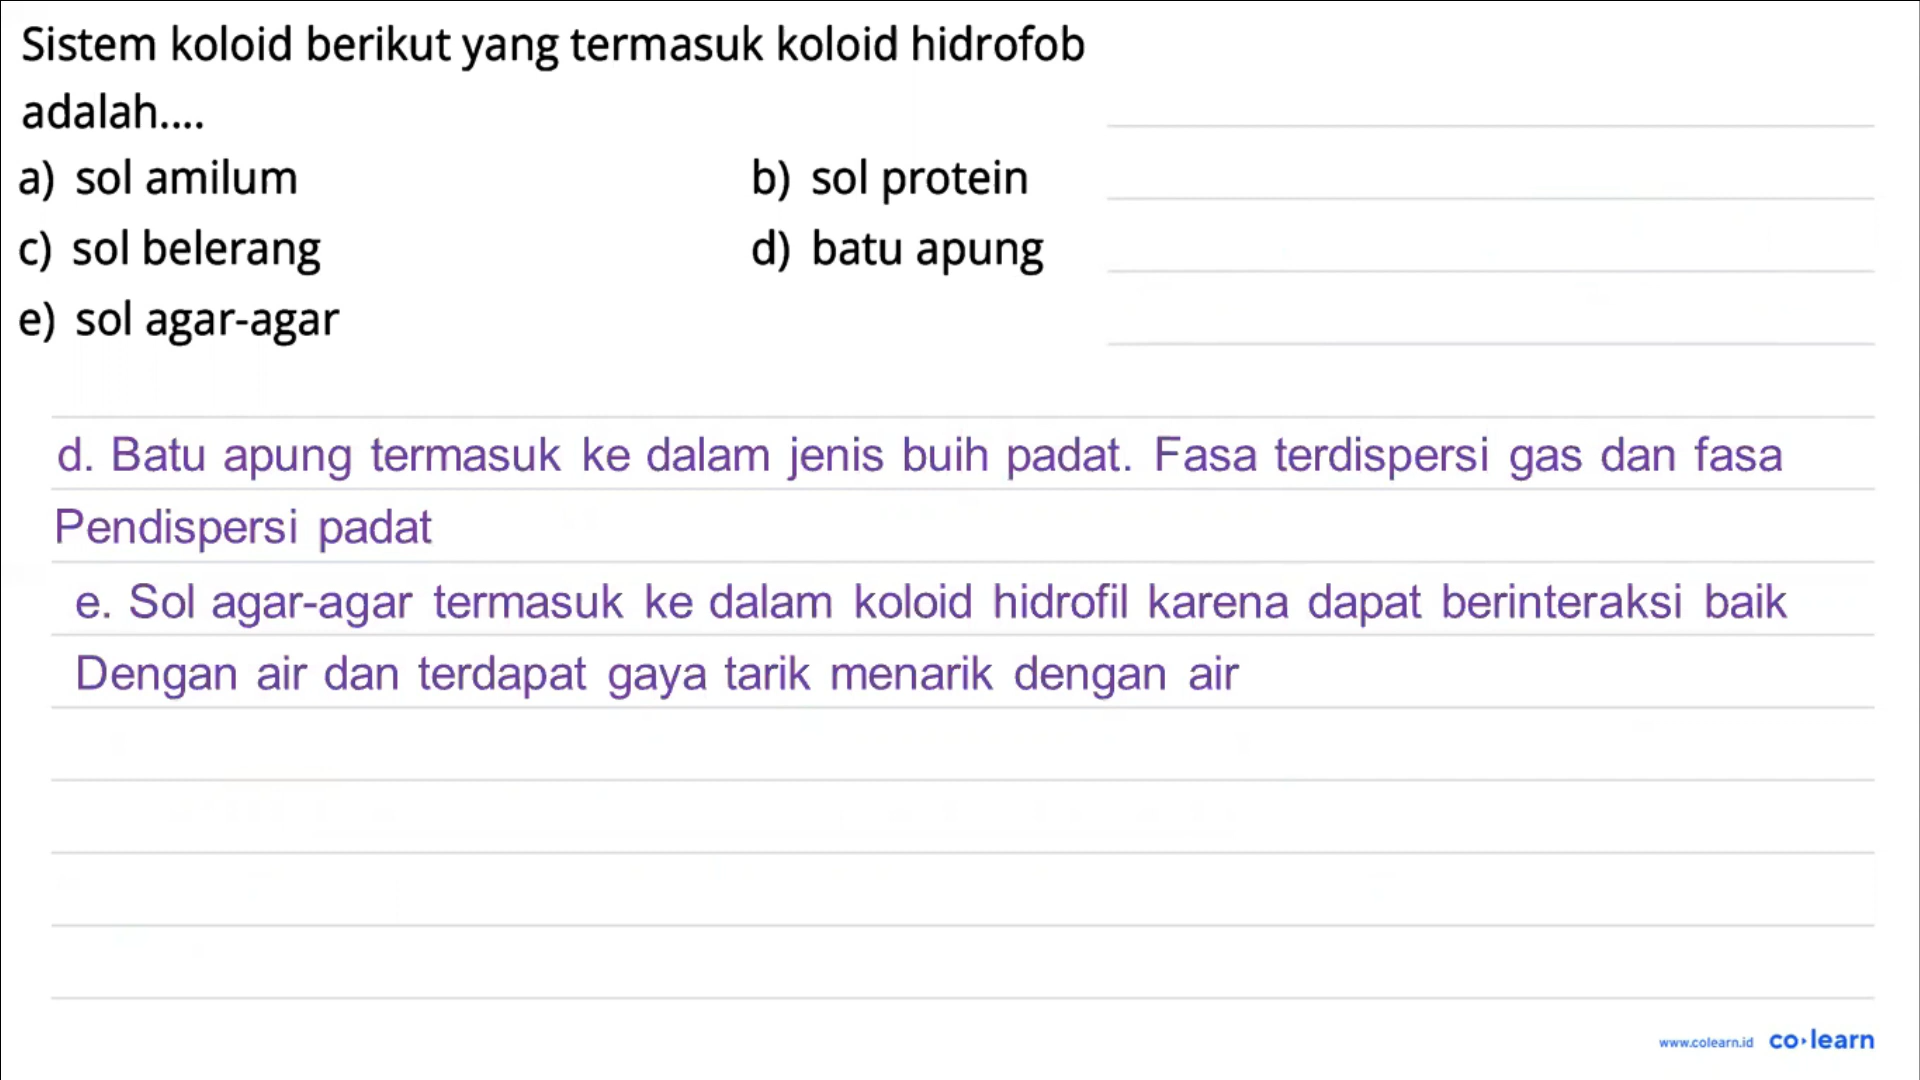 Sistem koloid berikut yang termasuk koloid hidrofob
adalah....
a) sol amilum
b) sol protein
c) sol belerang
d) batu apung
e) sol agar-agar
d. Batu apung termasuk ke dalam jenis buih padat. Fasa terdispersi gas dan fasa
Pendispersi padat
e. Sol agar-agar termasuk ke dalam koloid hidrofil karena dapat berinteraksi baik
Dengan air dan terdapat gaya tarik menarik dengan air
www.colearn.id co·learn